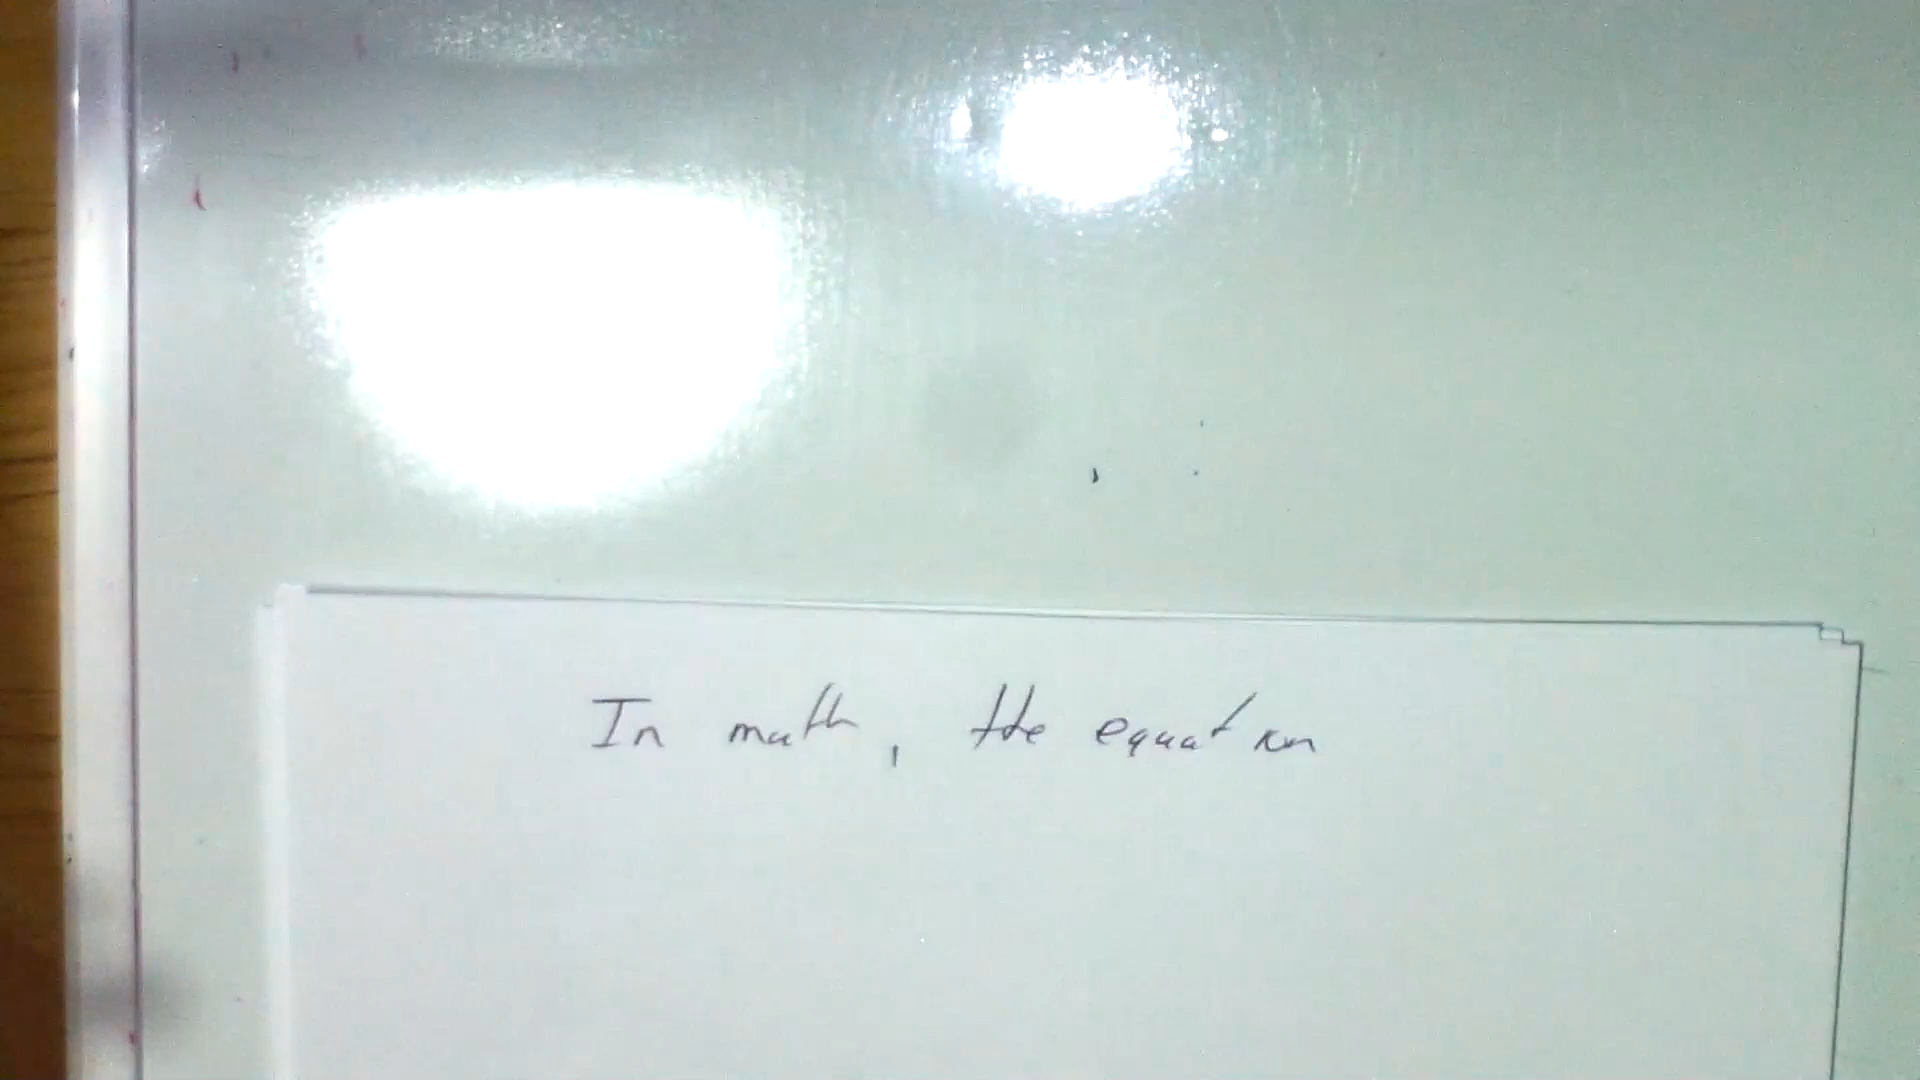 In math, the equation